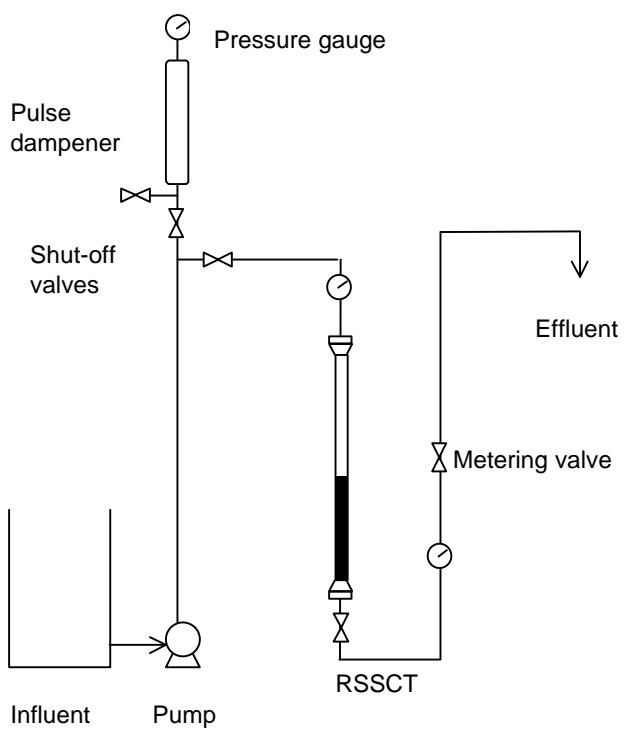 Pressure gauge
Pulse
dampener
Shut-off
valves
Effluent
Metering valve
RSSCT
Influent
Pump